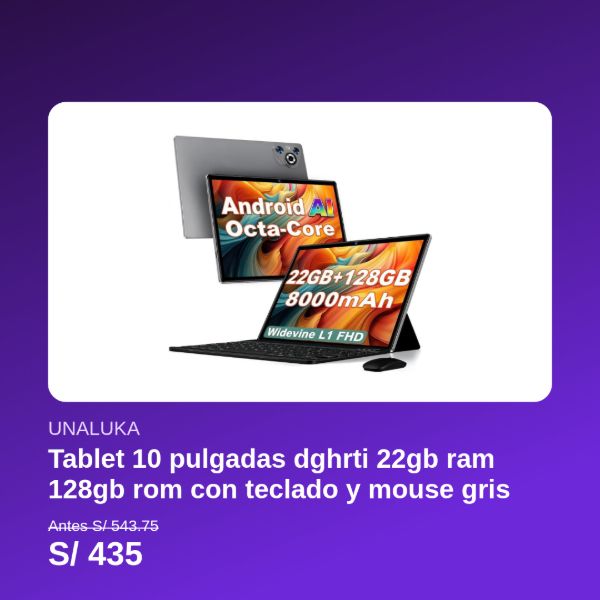 Android AI
Octa-Core
22GB+128GB
8000mAh
Widevine L1 FHD
UNALUKA
Tablet 10 pulgadas dghrti 22gb ram
128gb rom con teclado y mouse gris
Antes S/ 543.75
S/ 435